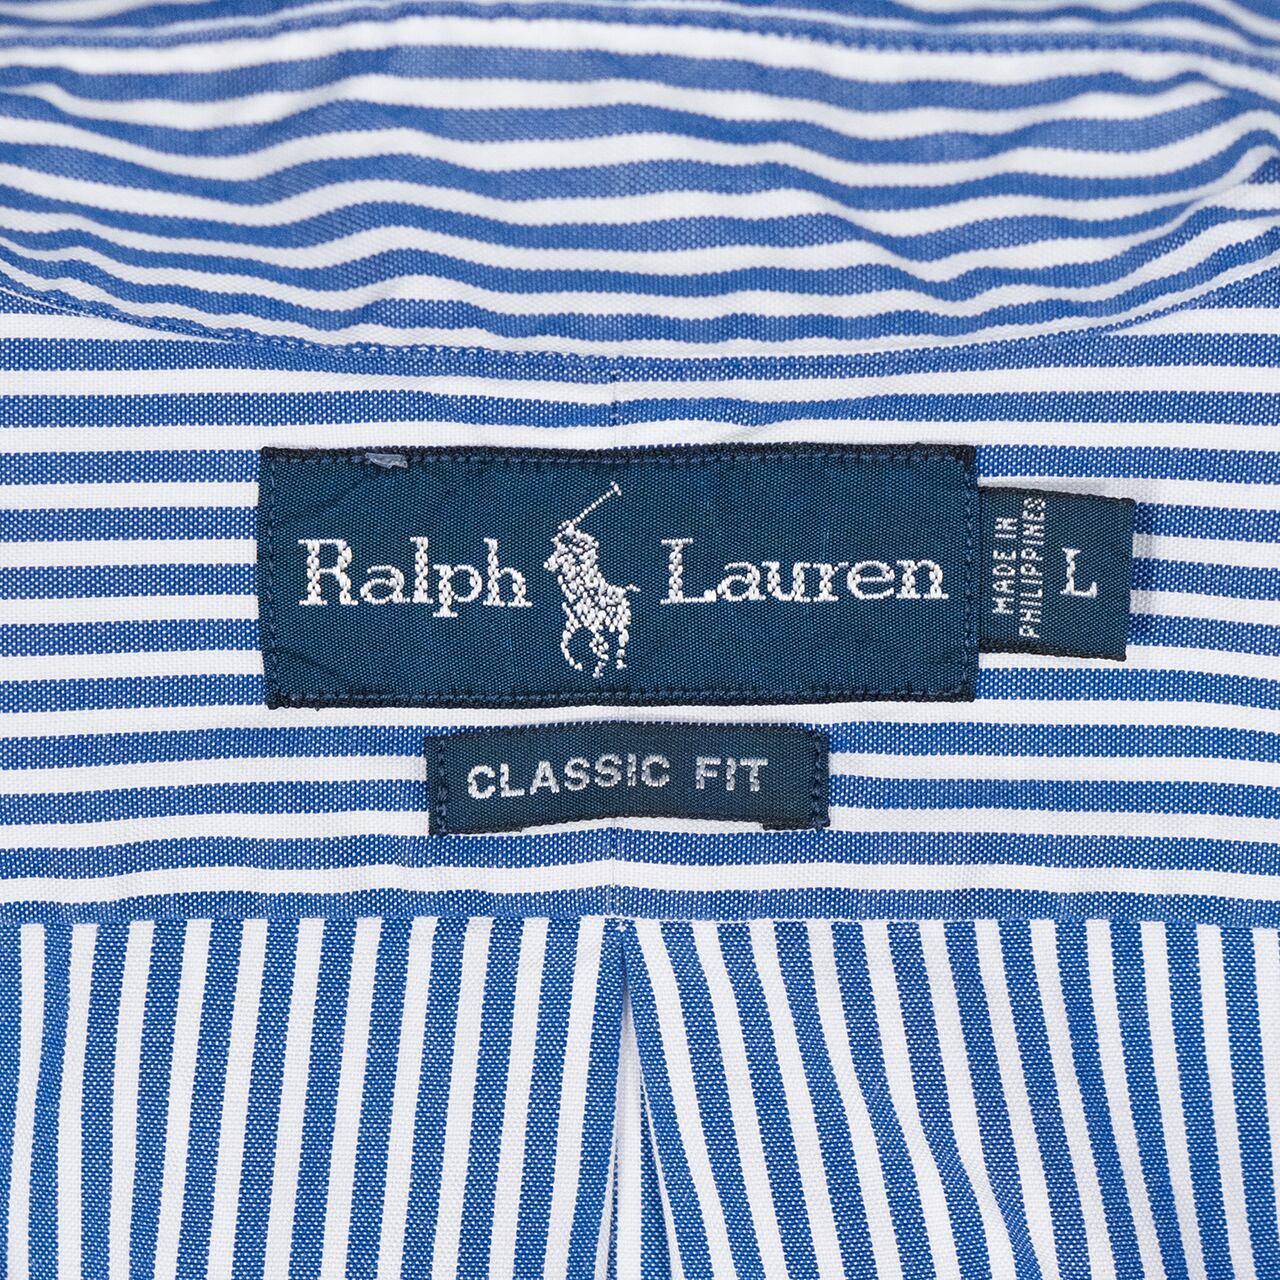 Ralph Lauren
MADE IN
PHILIPPINES
L
CLASSIC FIT